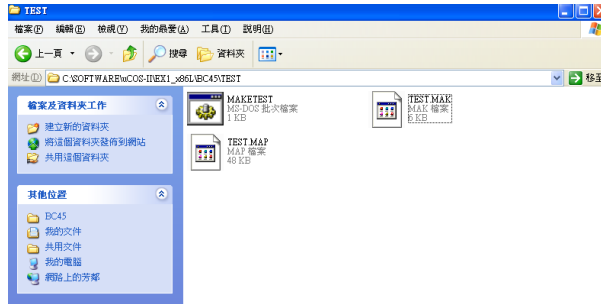 TEST
檔案(F) 編輯(E) 檢視(V) 我的最愛(A) 工具(T) 說明(H)
上一頁 搜尋 資料夾
網址(D) C:\SOFTWARE\uCOS-II\EX1_x86L\BC45\TEST 移至
檔案及資料夾工作
建立新的資料夾
將這個資料夾發佈到網站
共用這個資料夾
其他位置
BC45
我的文件
共用文件
我的電腦
網路上的芳鄰
MAKETEST
MS-DOS 批次檔案
1 KB
TEST.MAK
MAK 檔案
6 KB
TEST.MAP
MAP 檔案
48 KB